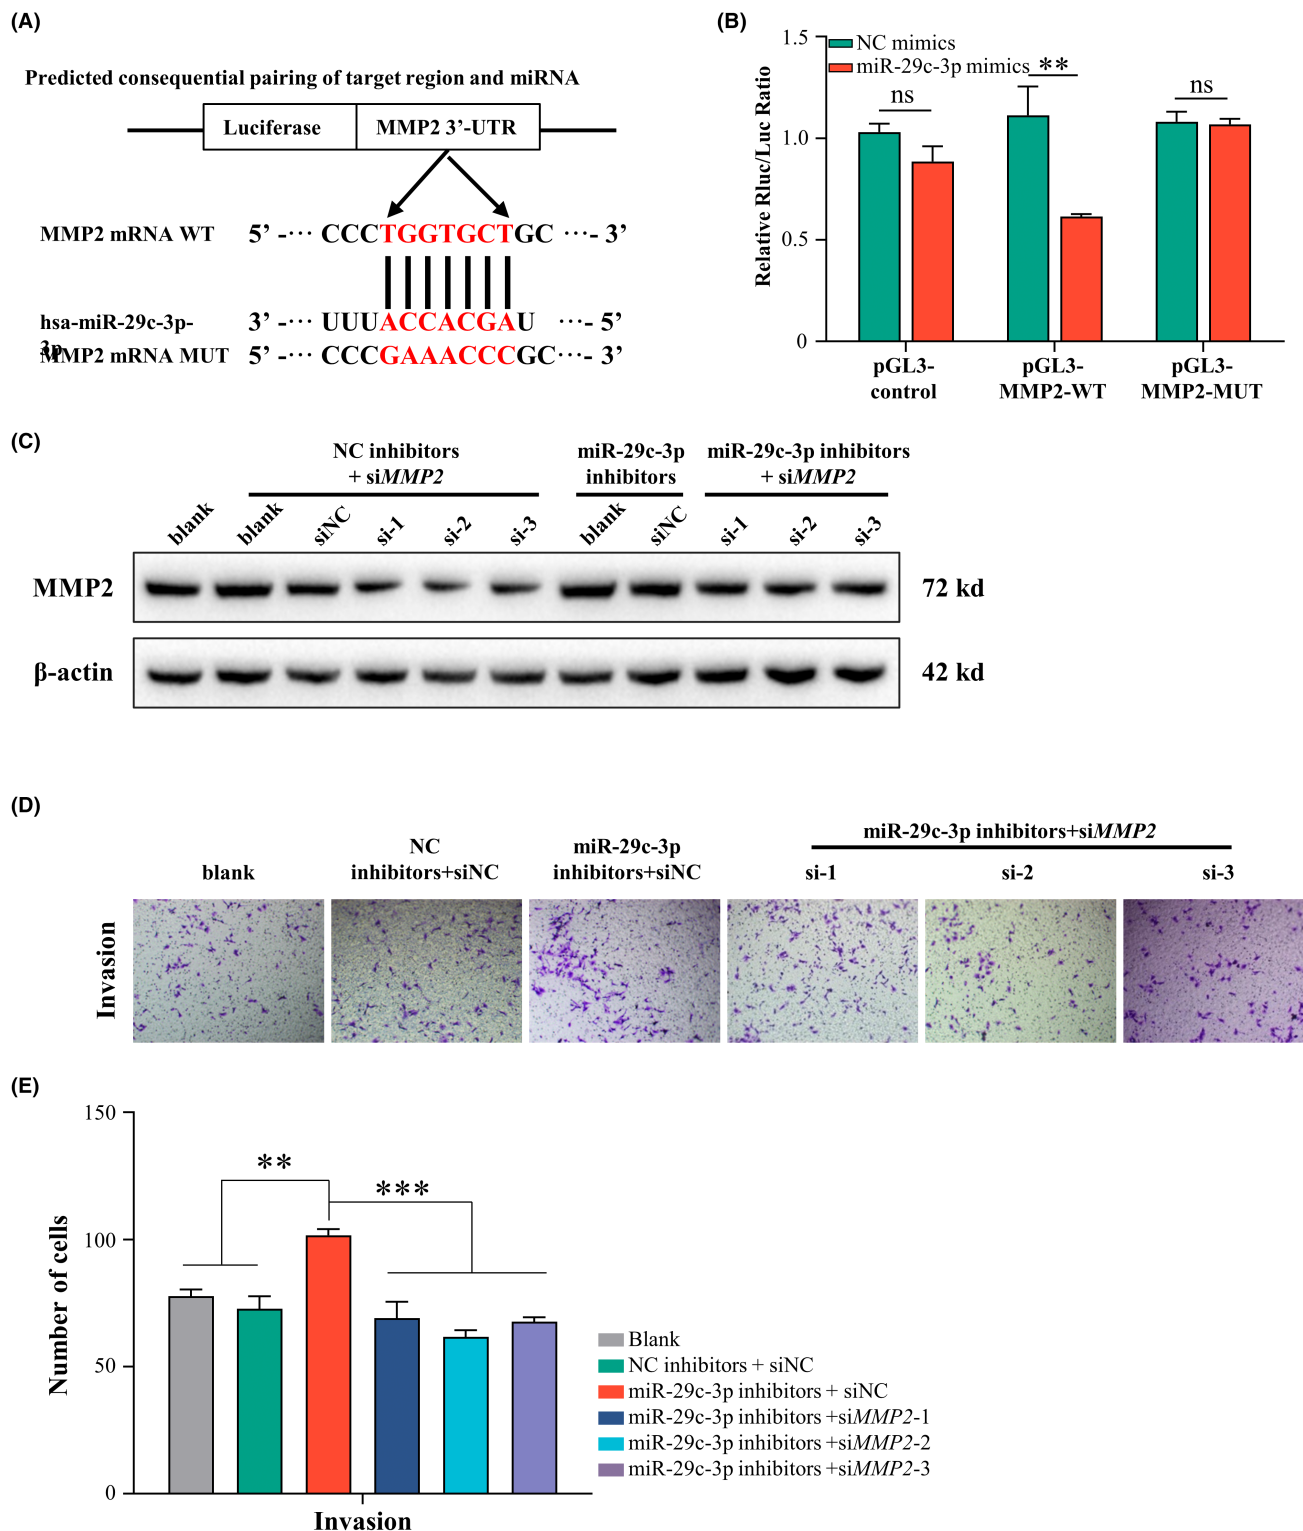 (A)
Predicted consequential pairing of target region and miRNA
Luciferase
MMP2 3’-UTR
MMP2 mRNA WT 5’ -··· CCCTGGTGCTGC ···- 3’
hsa-miR-29c-3p-
3p
3’ -··· UUUACCACGAU ···- 5’
MMP2 mRNA MUT 5’ -··· CCCGAAACCCGC ···- 3’
(B)
Relative Rluc/Luc Ratio
1.5
1.0
0.5
0
NC mimics
miR-29c-3p mimics
ns
**
ns
pGL3-
control
pGL3-
MMP2-WT
pGL3-
MMP2-MUT
(C)
NC inhibitors
+ siMMP2
miR-29c-3p
inhibitors
miR-29c-3p inhibitors
+ siMMP2
blank
blank
siNC
si-1
si-2
si-3
blank
siNC
si-1
si-2
si-3
MMP2
72 kd
β-actin
42 kd
(D)
blank
NC
inhibitors+siNC
miR-29c-3p
inhibitors+siNC
miR-29c-3p inhibitors+siMMP2
si-1
si-2
si-3
Invasion
(E)
Number of cells
150
100
50
0
**
***
Invasion
Blank
NC inhibitors + siNC
miR-29c-3p inhibitors + siNC
miR-29c-3p inhibitors +siMMP2-1
miR-29c-3p inhibitors +siMMP2-2
miR-29c-3p inhibitors +siMMP2-3